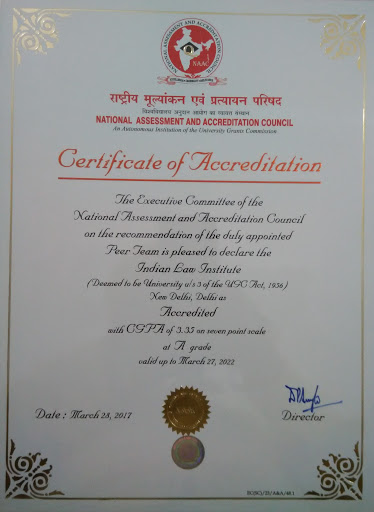 NATIONAL ASSESSMENT AND ACCREDITATION COUNCIL
NAAC
राष्ट्रीय मूल्यांकन एवं प्रत्यायन परिषद
विश्वविद्यालय अनुदान आयोग का स्वायत्त संस्थान
NATIONAL ASSESSMENT AND ACCREDITATION COUNCIL
An Autonomous Institution of the University Grants Commission
Certificate of Accreditation
The Executive Committee of the
National Assessment and Accreditation Council
on the recommendation of the duly appointed
Peer Team is pleased to declare the
Indian Law Institute
(Deemed to be University u/s 3 of the UGC Act, 1956)
New Delhi, Delhi as
Accredited
with CGPA of 3.35 on seven point scale
at A grade
valid up to March 27, 2022
Date : March 28, 2017
Director